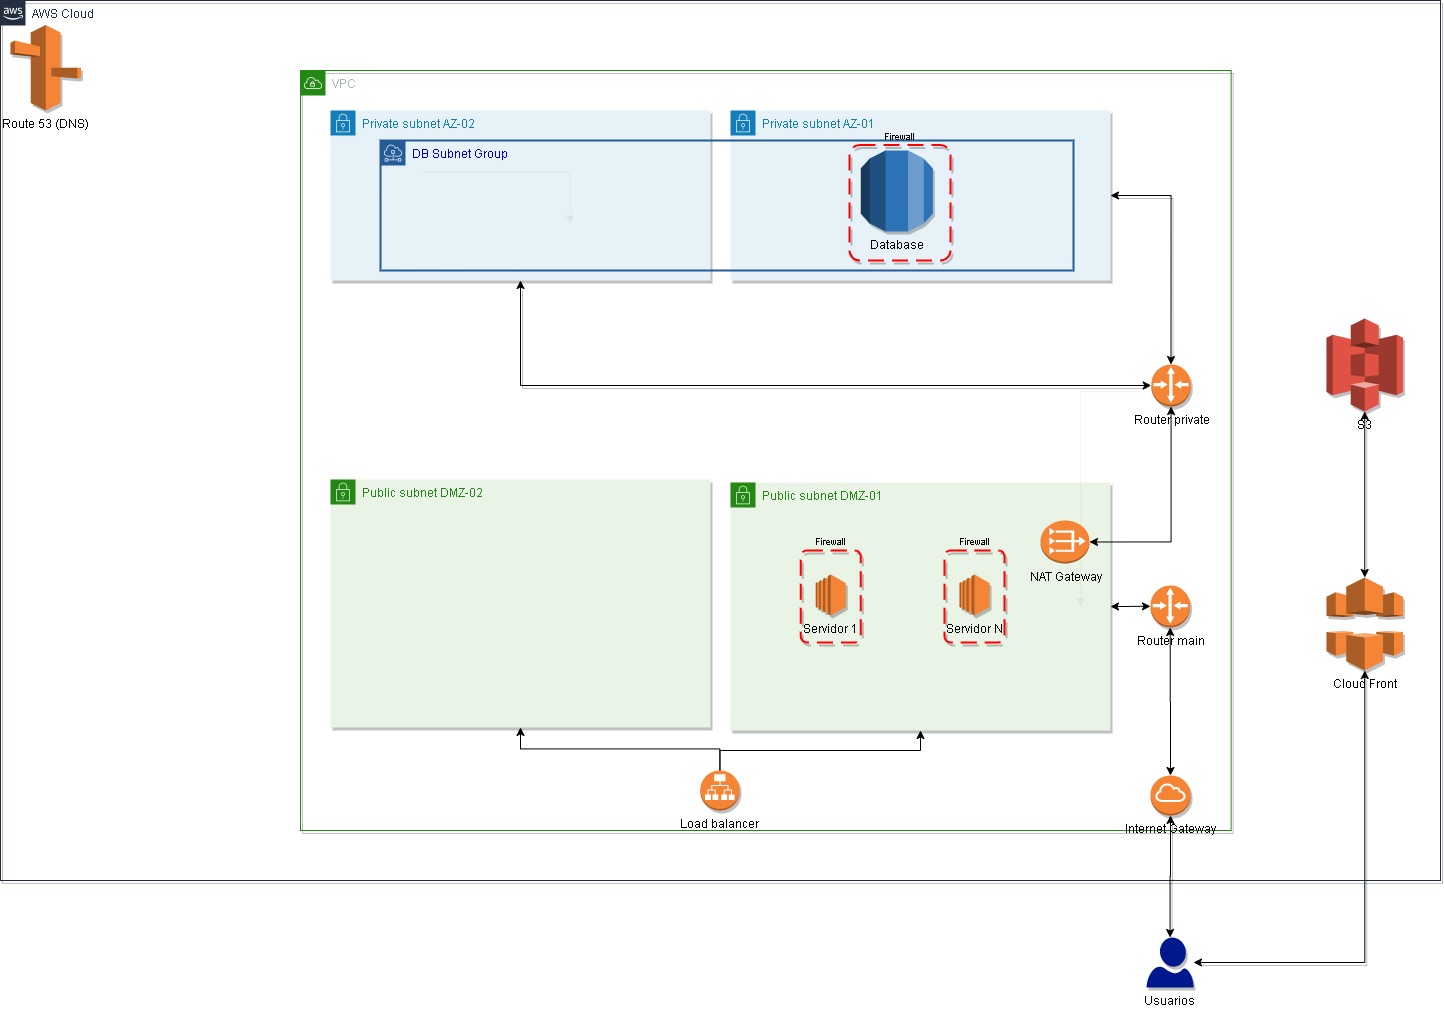 aws
AWS Cloud
Route 53 (DNS)
VPC
Private subnet AZ-02
Private subnet AZ-01
Firewall
DB Subnet Group
Database
Router private
S3
Public subnet DMZ-02
Public subnet DMZ-01
Firewall
Firewall
NAT Gateway
Servidor 1
Servidor N
Router main
Cloud Front
Load balancer
Internet Gateway
Usuarios